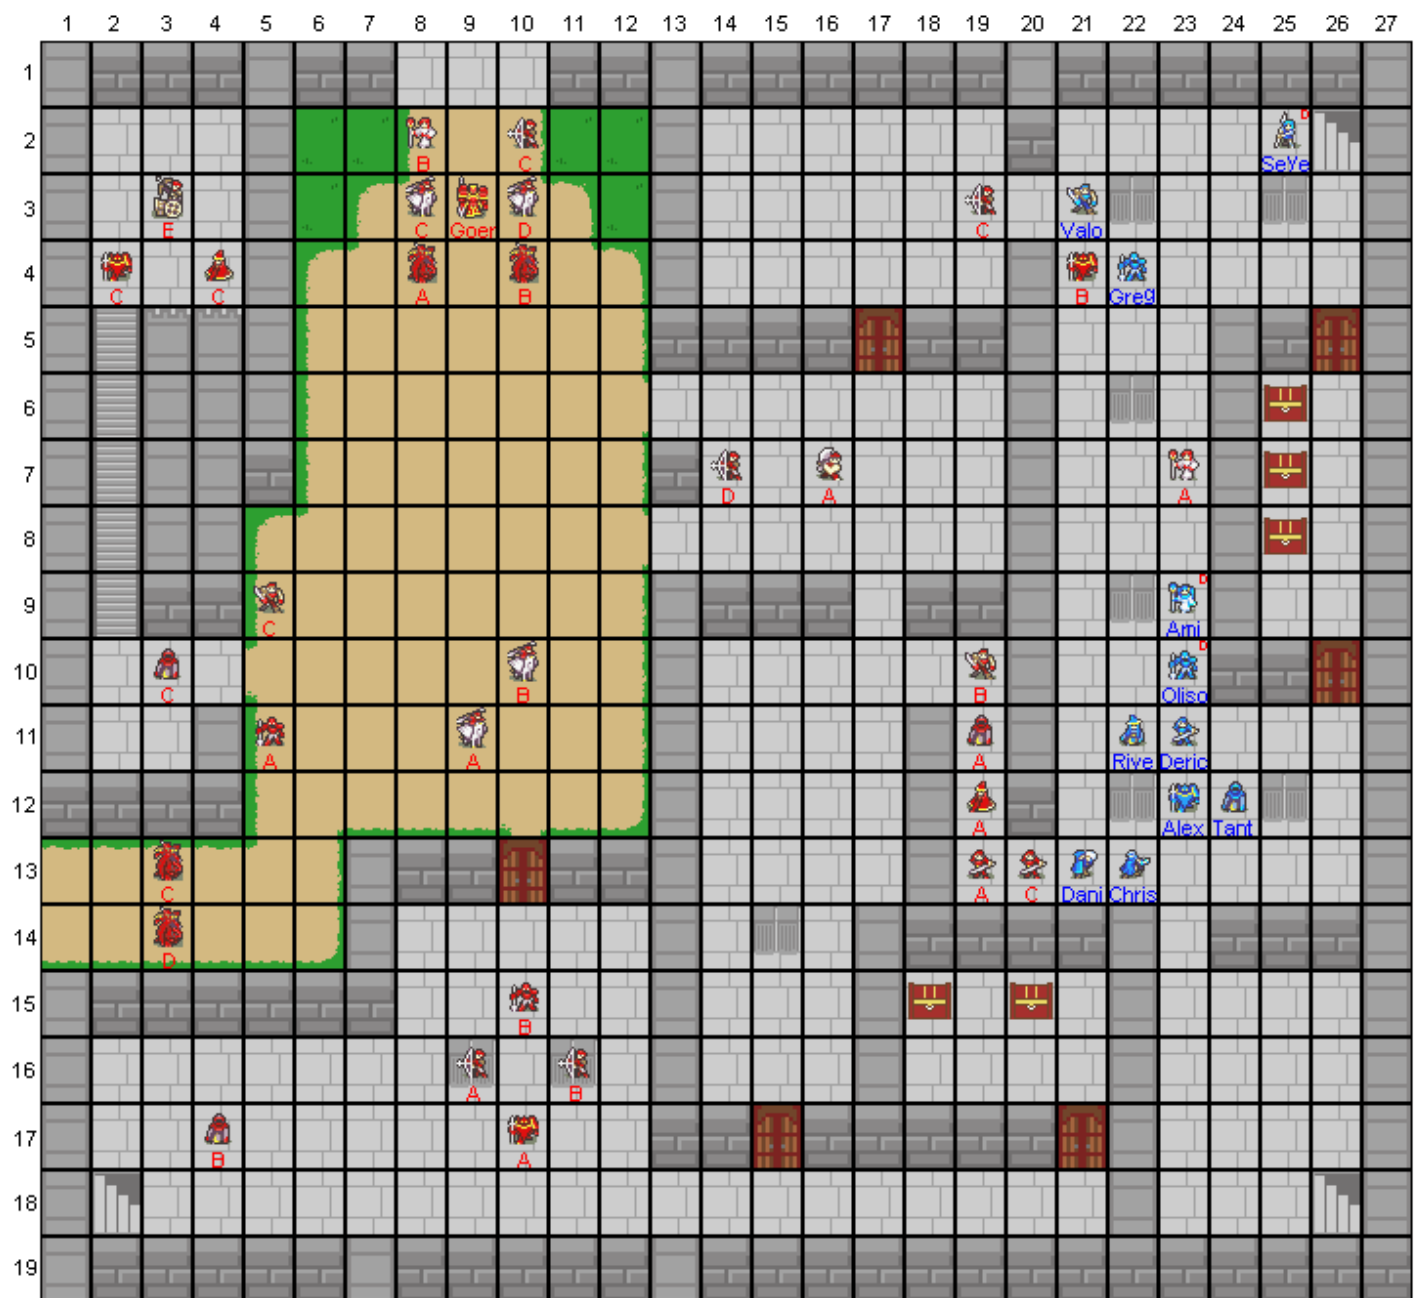 1 2 3 4 5 6 7 8 9 10 11 12 13 14 15 16 17 18 19 20 21 22 23 24 25 26 27
1
2 B C D SeYe
3 E C Goer D C Valo
4 C C A B B Greg
5
6
7 D A A
8
9 C D Ami
10 C B B D Oliso
11 A A A Rive Deric
12 A Alex Tant
13 C A C Dani Chris
14 D
15 B
16 A B
17 B A
18
19